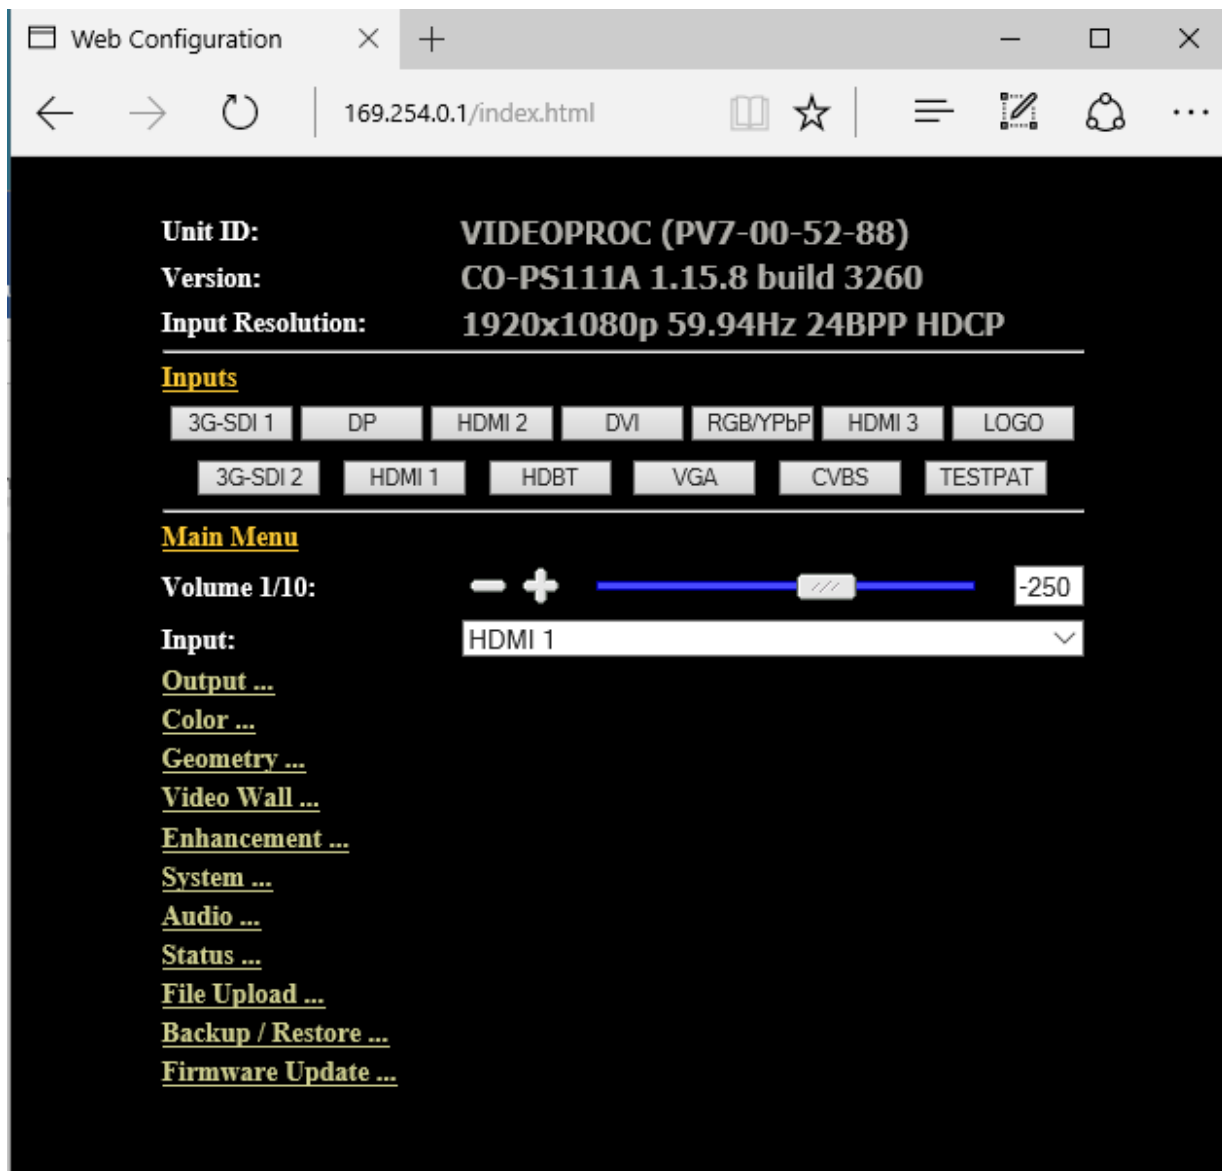 Web Configuration
169.254.0.1/index.html
Unit ID: VIDEOPROC (PV7-00-52-88)
Version: CO-PS111A 1.15.8 build 3260
Input Resolution: 1920x1080p 59.94Hz 24BPP HDCP
Inputs
3G-SDI 1 DP HDMI 2 DVI RGB/YPbP HDMI 3 LOGO
3G-SDI 2 HDMI 1 HDBT VGA CVBS TESTPAT
Main Menu
Volume 1/10: -250
Input: HDMI 1
Output ...
Color ...
Geometry ...
Video Wall ...
Enhancement ...
System ...
Audio ...
Status ...
File Upload ...
Backup / Restore ...
Firmware Update ...